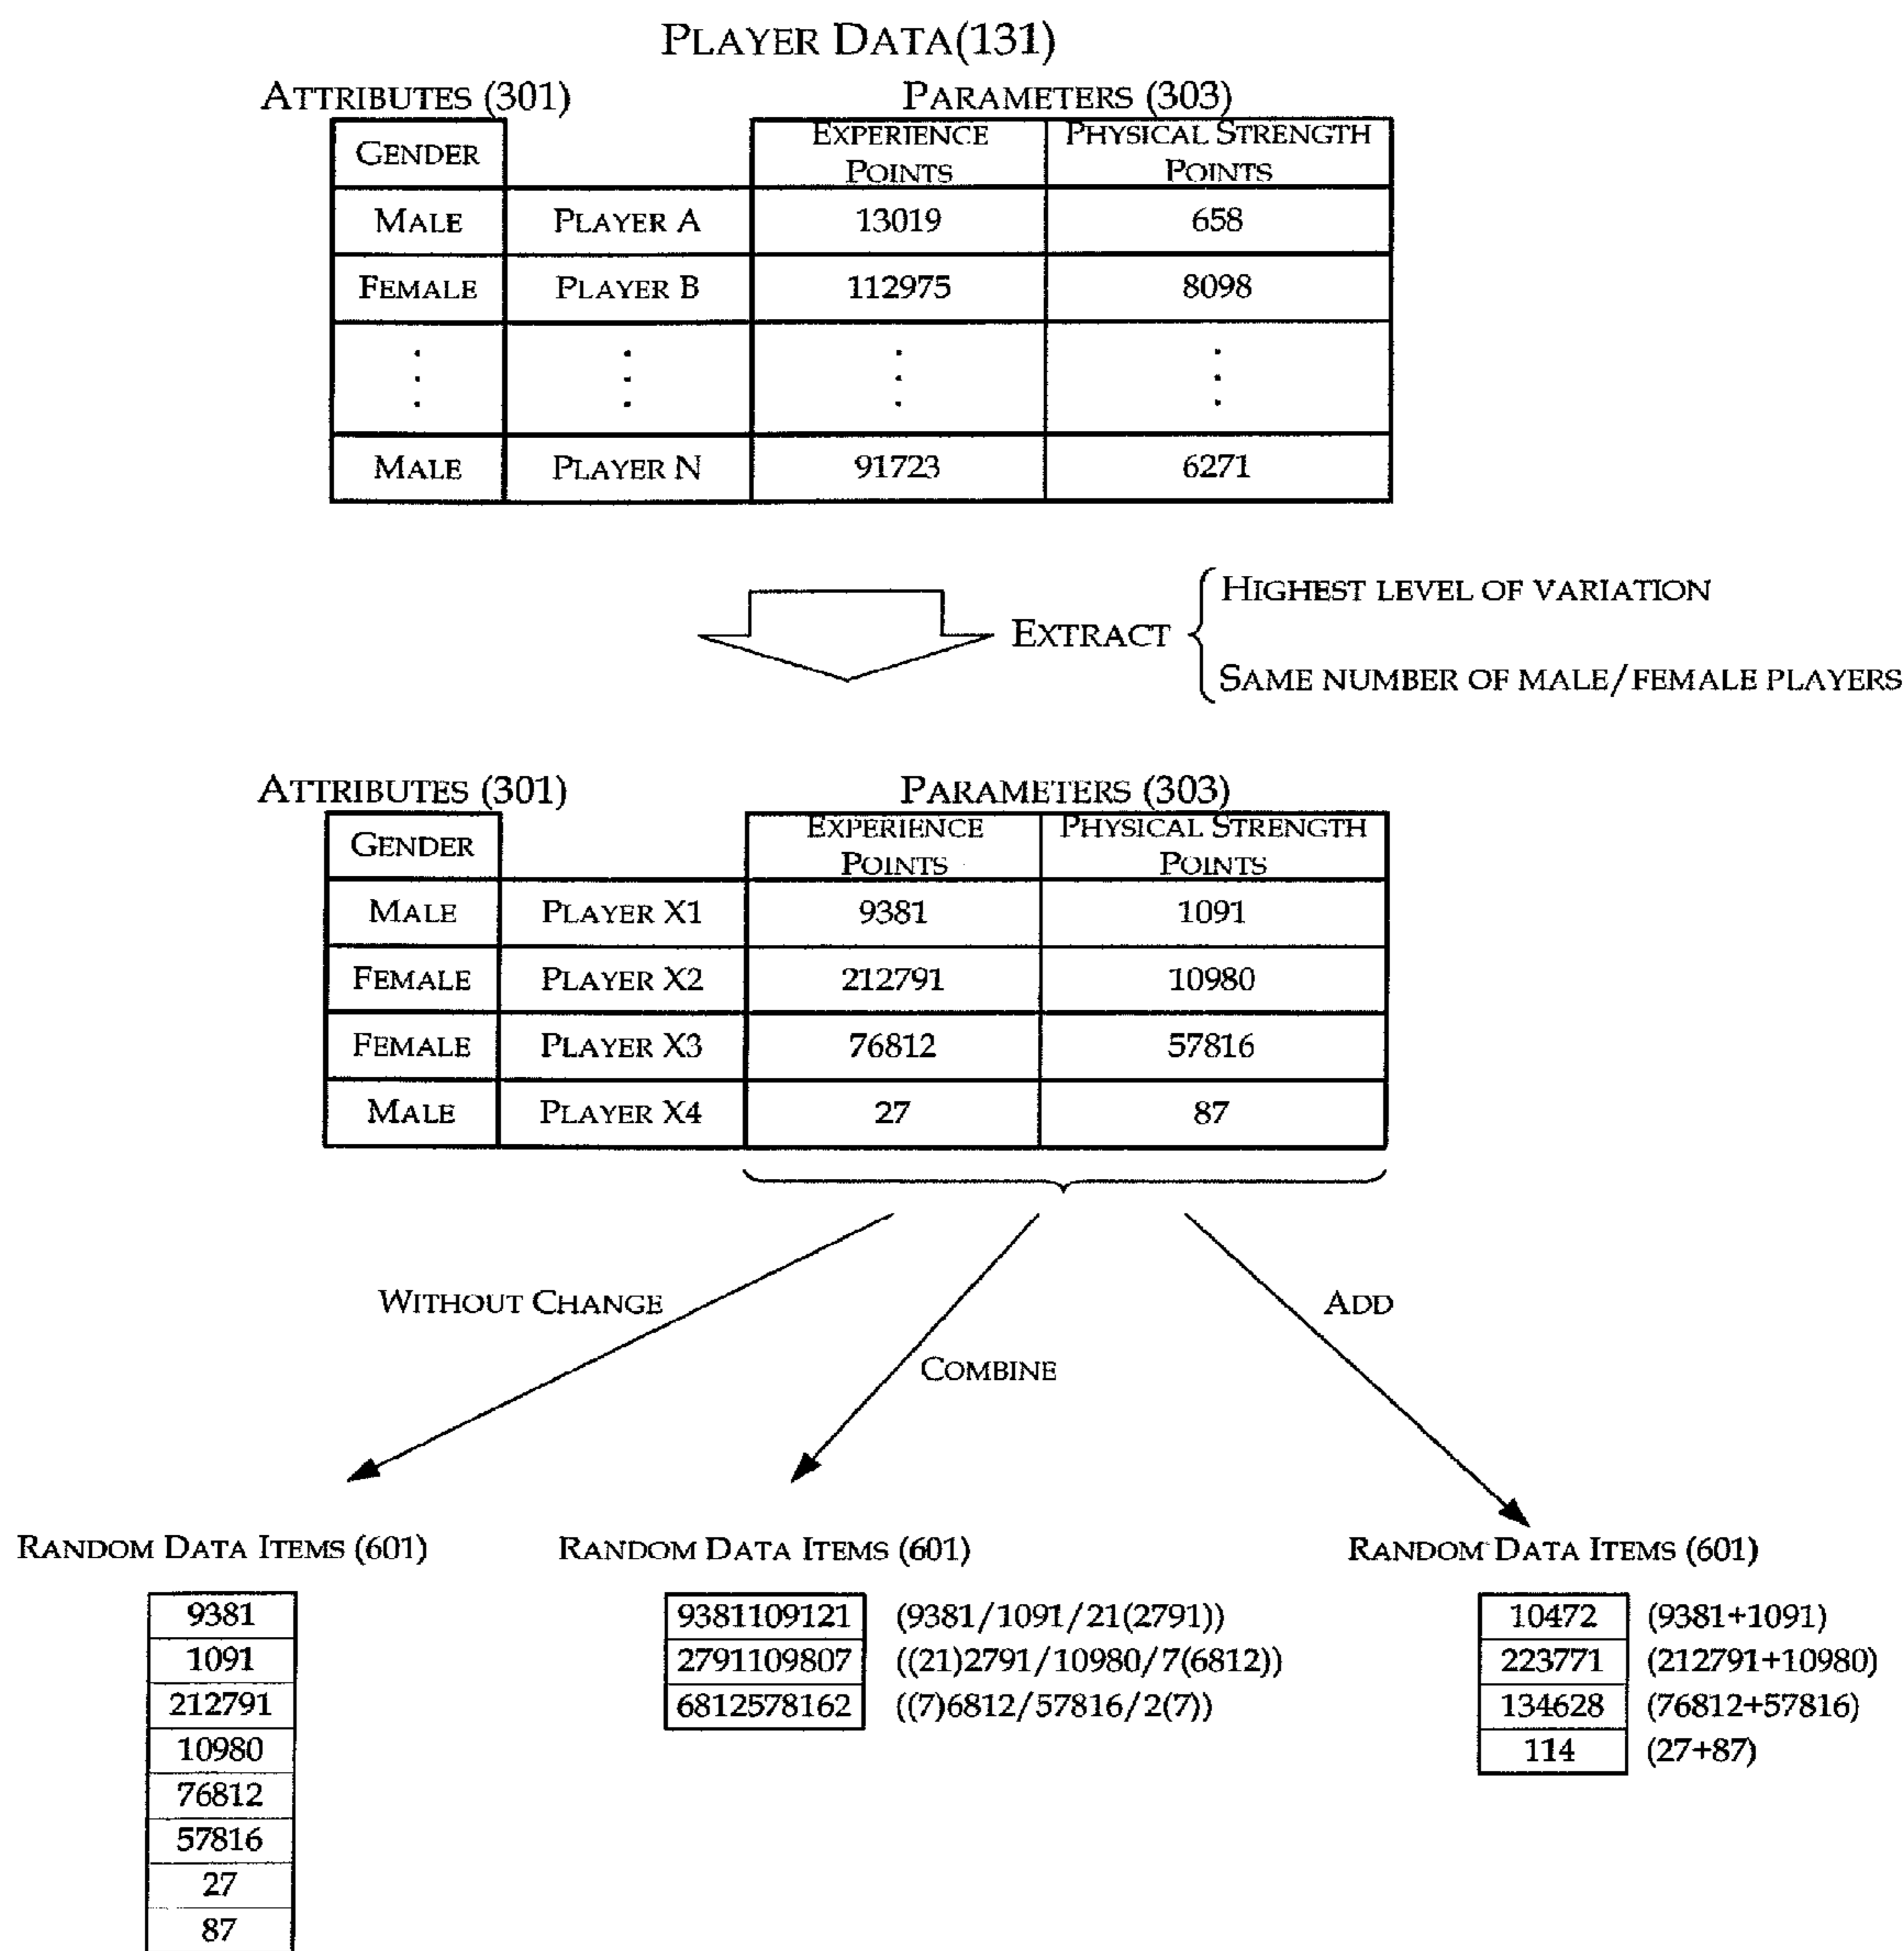 PLAYER DATA(131)
ATTRIBUTES (301) PARAMETERS (303)
GENDER EXPERIENCE POINTS PHYSICAL STRENGTH POINTS
MALE PLAYER A 13019 658
FEMALE PLAYER B 112975 8098
MALE PLAYER N 91723 6271
EXTRACT
HIGHEST LEVEL OF VARIATION
SAME NUMBER OF MALE/FEMALE PLAYERS
ATTRIBUTES (301) PARAMETERS (303)
GENDER EXPERIENCE POINTS PHYSICAL STRENGTH POINTS
MALE PLAYER X1 9381 1091
FEMALE PLAYER X2 212791 10980
FEMALE PLAYER X3 76812 57816
MALE PLAYER X4 27 87
WITHOUT CHANGE
COMBINE
ADD
RANDOM DATA ITEMS (601)
9381
1091
212791
10980
76812
57816
27
87
RANDOM DATA ITEMS (601)
9381109121 (9381/1091/21(2791))
2791109807 ((21)2791/10980/7(6812))
6812578162 ((7)6812/57816/2(7))
RANDOM DATA ITEMS (601)
10472 (9381+1091)
223771 (212791+10980)
134628 (76812+57816)
114 (27+87)